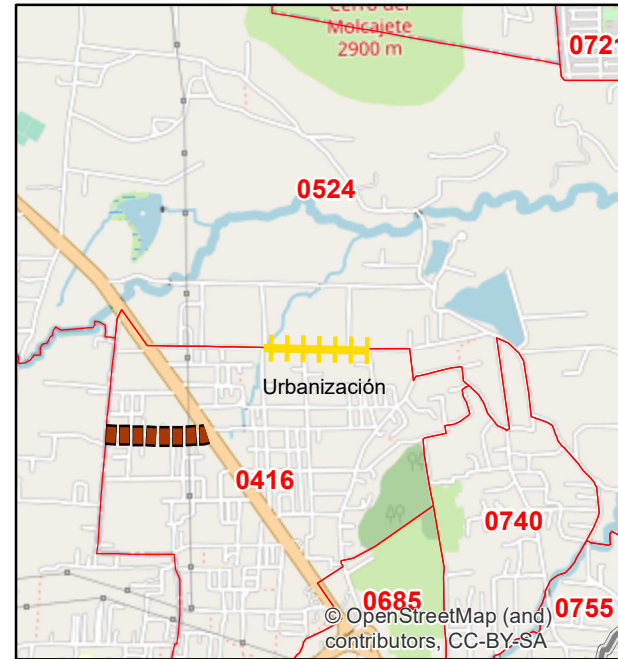 Cerro del
Molcajete
2900 m
0721
0524
Urbanización
0416
0740
0685
0755
© OpenStreetMap (and)
contributors, CC-BY-SA